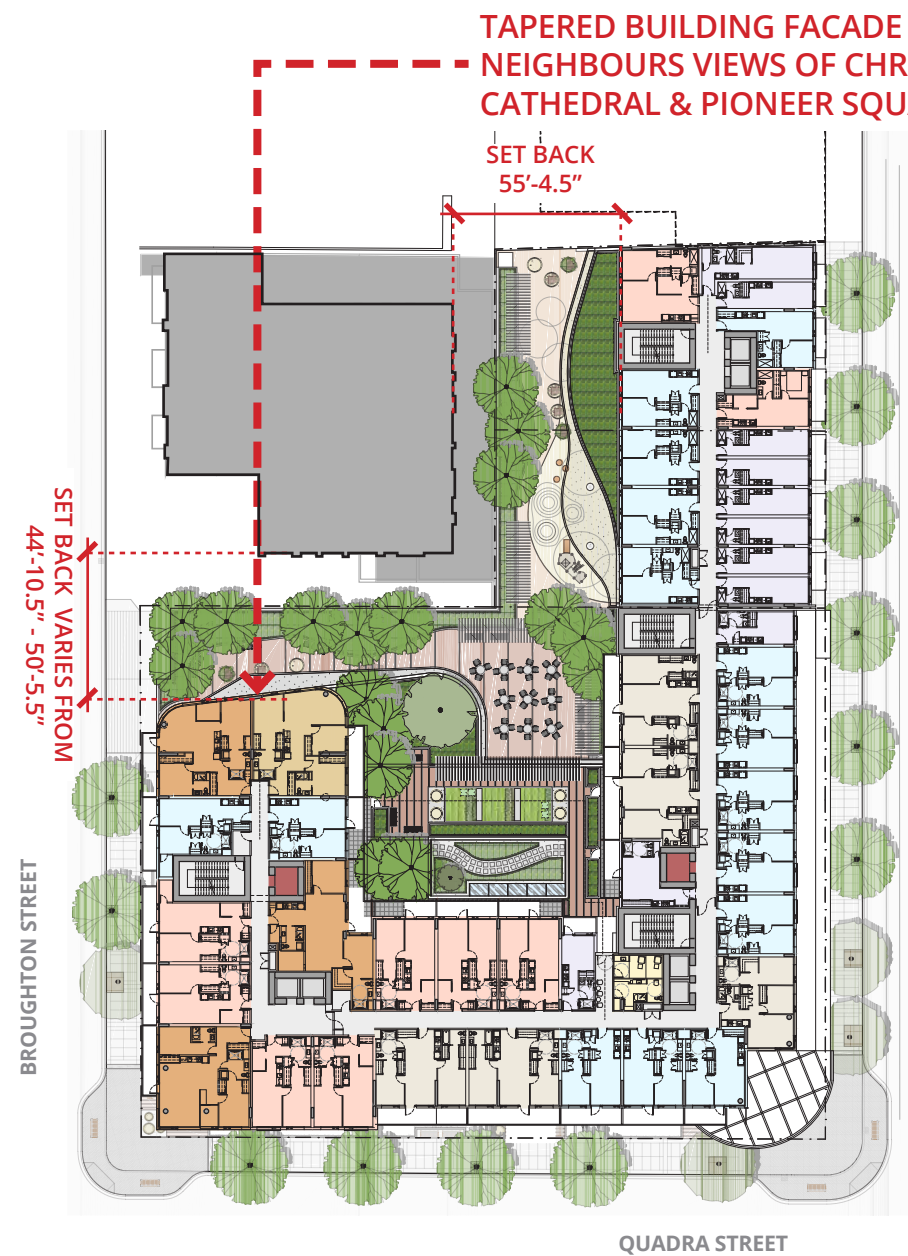 TAPERED BUILDING FACADE
NEIGHBOURS VIEWS OF CHR
CATHEDRAL & PIONEER SQU
SET BACK
55’-4.5”
SET BACK VARIES FROM
44’-10.5” - 50’-5.5”
BROUGHTON STREET
QUADRA STREET